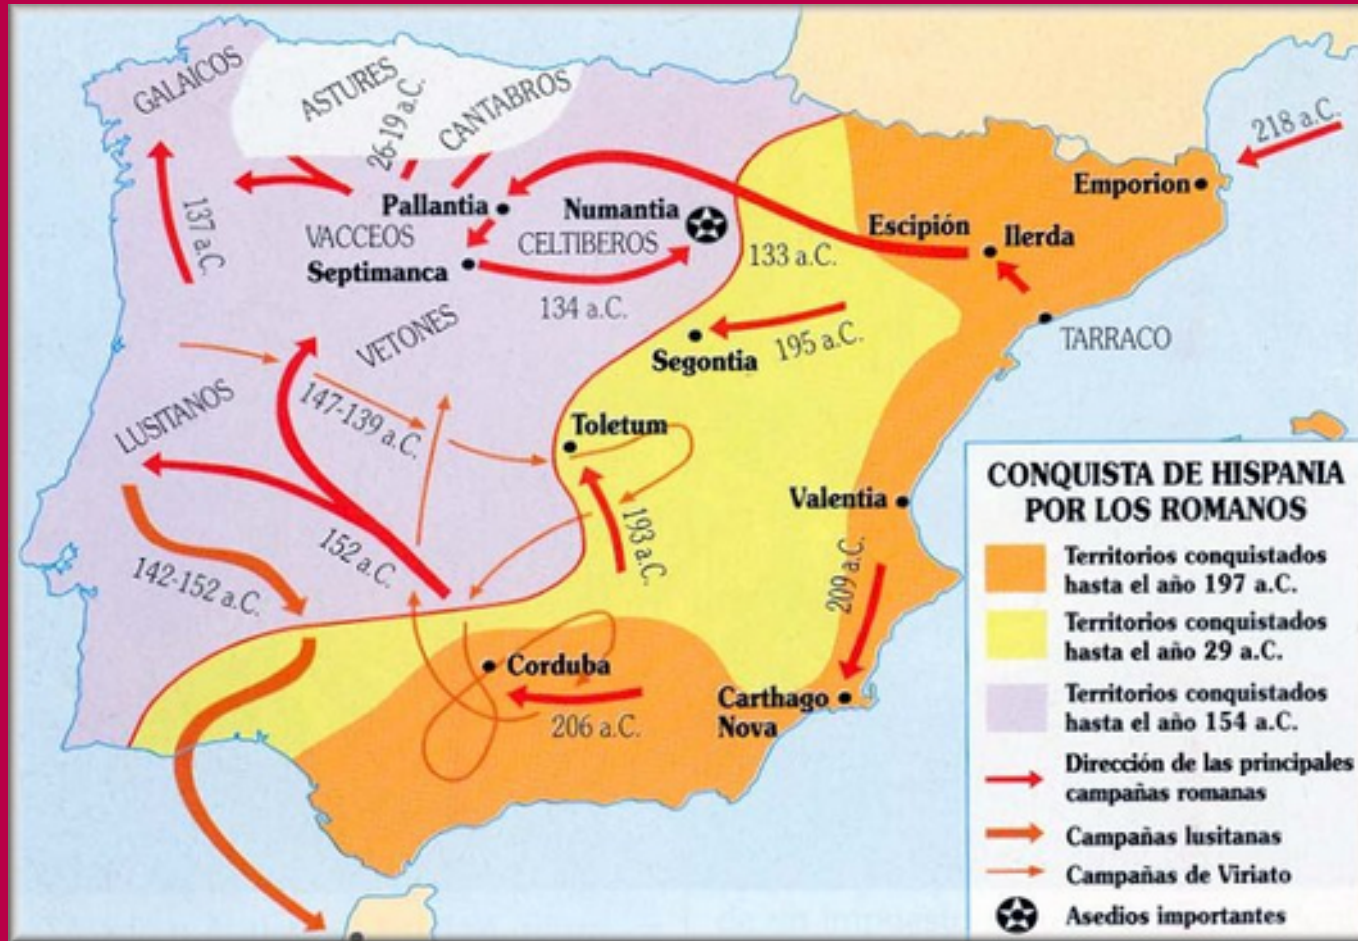 GALAICOS
ASTURES
26-19 a.C.
CANTABROS
218 a.C.
137 a.C.
Pallantia
VACCEOS
Septimanca
Numantia
CELTIBEROS
134 a.C.
133 a.C.
Escipión
Ilerda
Emporion
TARRACO
195 a.C.
Segontia
VETONES
147-139 a.C.
LUSITANOS
Toletum
193 a.C.
152 a.C.
142-152 a.C.
Valentia
209 a.C.
Corduba
206 a.C.
Carthago
Nova
CONQUISTA DE HISPANIA
POR LOS ROMANOS
Territorios conquistados
hasta el año 197 a.C.
Territorios conquistados
hasta el año 29 a.C.
Territorios conquistados
hasta el año 154 a.C.
Dirección de las principales
campañas romanas
Campañas lusitanas
Campañas de Viriato
Asedios importantes